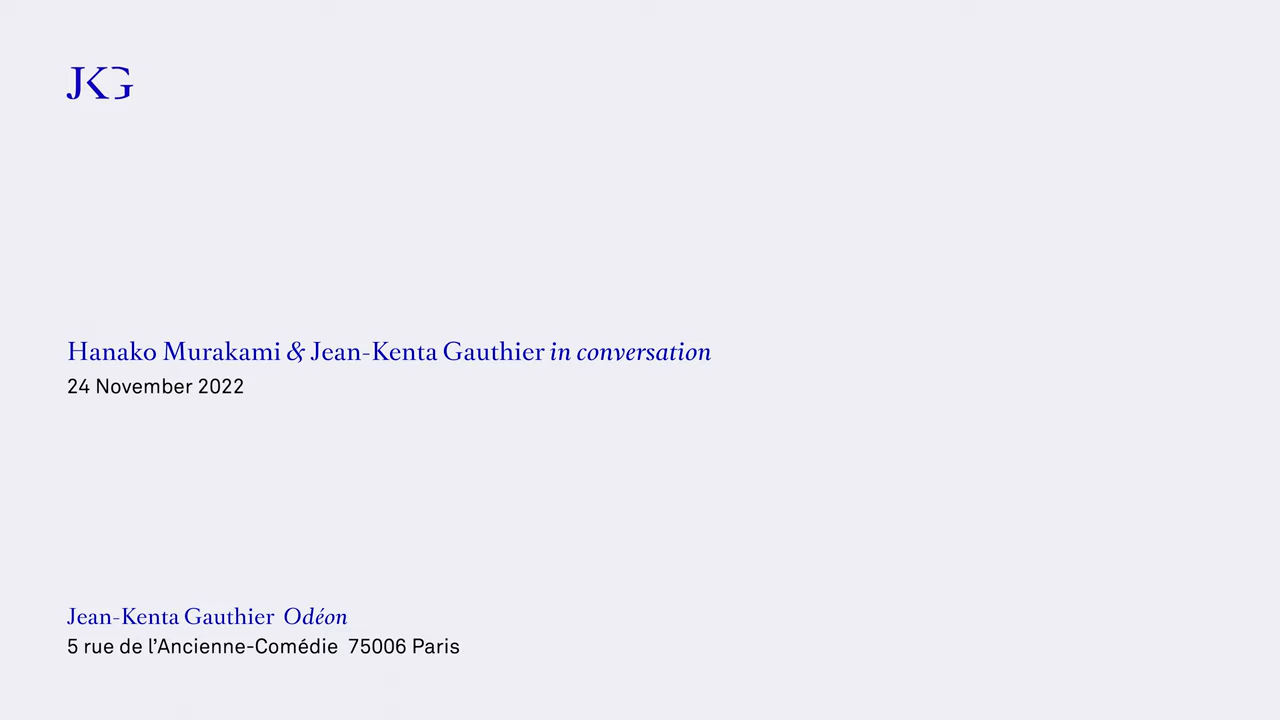 JKG
Hanako Murakami & Jean-Kenta Gauthier in conversation
24 November 2022
Jean-Kenta Gauthier Odéon
5 rue de l’Ancienne-Comédie 75006 Paris